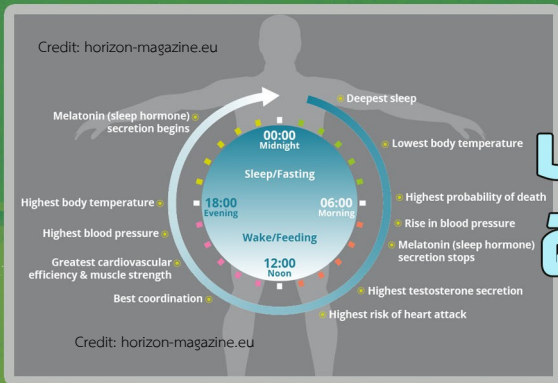 Credit: horizon-magazine.eu
Deepest sleep
Melatonin (sleep hormone)
secretion begins
00:00
Midnight
Lowest body temperature
Sleep/Fasting
Highest body temperature
18:00
Evening
06:00
Morning
Highest probability of death
Rise in blood pressure
Highest blood pressure
Wake/Feeding
Melatonin (sleep hormone)
secretion stops
Greatest cardiovascular
efficiency & muscle strength
12:00
Noon
Highest testosterone secretion
Best coordination
Highest risk of heart attack
Credit: horizon-magazine.eu